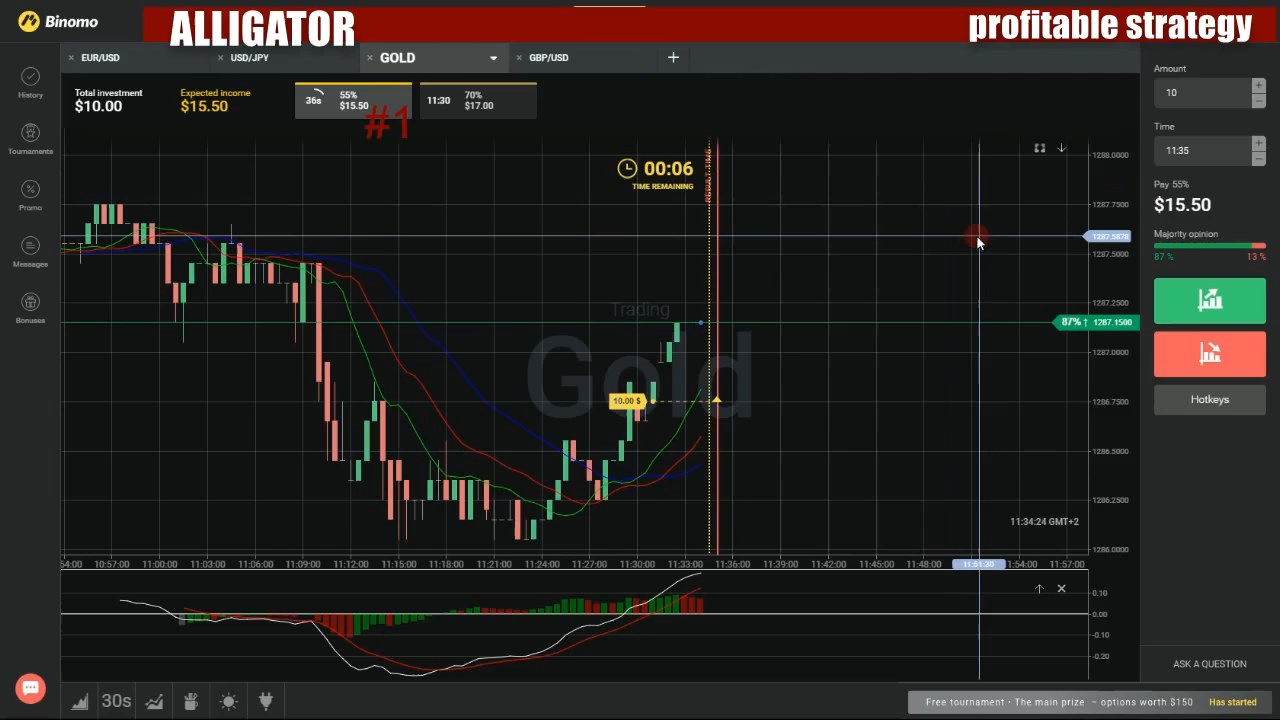 Binomo
ALLIGATOR
profitable strategy
EUR/USD
USD/JPY
GOLD
GBP/USD
Total investment
$10.00
Expected income
$15.50
36s
55%
$15.50
11:30
70%
$17.00
#1
History
Tournaments
Promo
Messages
Bonuses
00:06
TIME REMAINING
RESULT TIME
Trading
Gold
10.00 $
1288.0000
1287.7500
1287.5000
1287.2500
87% ↑ 1287.1500
1287.0000
1286.7500
1286.5000
1286.2500
1286.0000
11:34:24 GMT+2
54:00 10:57:00 11:00:00 11:03:00 11:06:00 11:09:00 11:12:00 11:15:00 11:18:00 11:21:00 11:24:00 11:27:00 11:30:00 11:33:00 11:36:00 11:39:00 11:42:00 11:45:00 11:48:00 11:51:30 11:54:00 11:57:00
0.10
0.00
-0.10
-0.20
30s
Amount
10
Time
11:35
Pay 55%
$15.50
Majority opinion
87 %
13 %
Hotkeys
ASK A QUESTION
Free tournament • The main prize – options worth $150 Has started